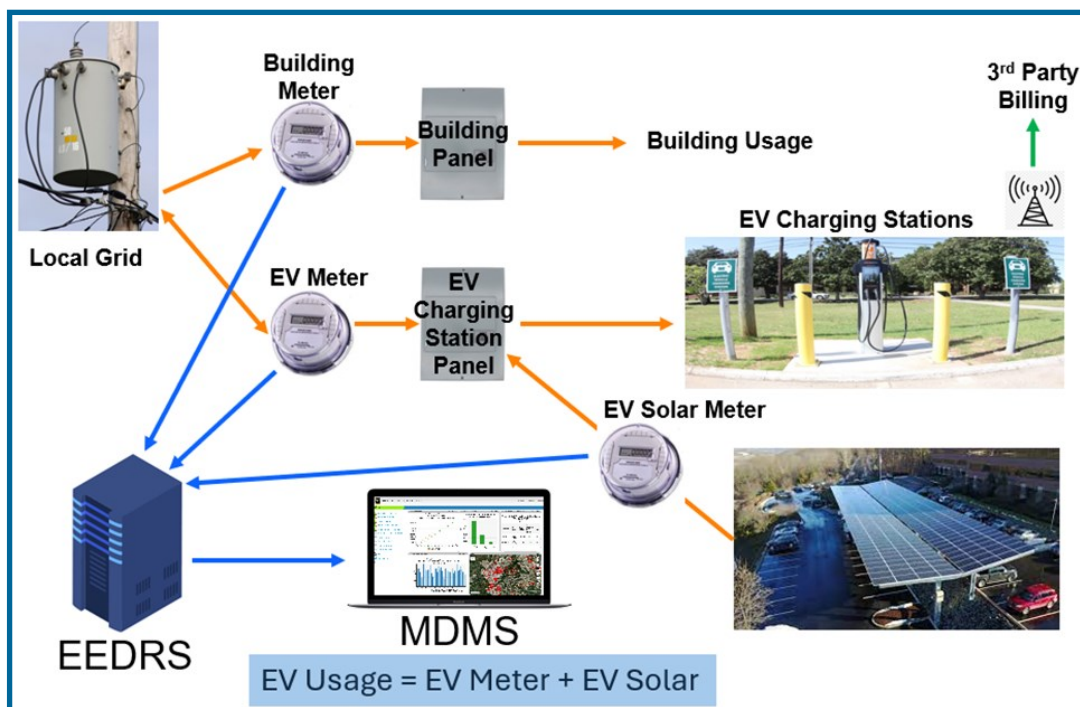 Building
Meter
3rd Party
Billing
Building
Panel
Building Usage
Local Grid
EV Meter
EV
Charging
Station
Panel
EV Charging Stations
EV Solar Meter
EEDRS
MDMS
EV Usage = EV Meter + EV Solar